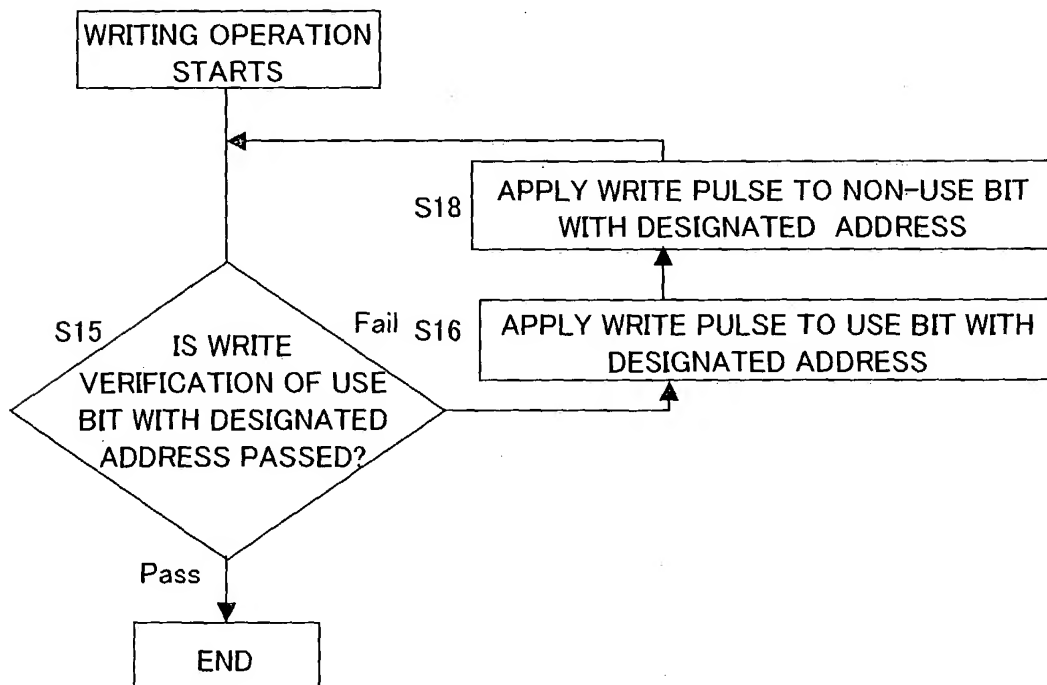 WRITING OPERATION
STARTS
S18
APPLY WRITE PULSE TO NON-USE BIT
WITH DESIGNATED ADDRESS
S15
Fail
S16
APPLY WRITE PULSE TO USE BIT WITH
DESIGNATED ADDRESS
IS WRITE
VERIFICATION OF USE
BIT WITH DESIGNATED
ADDRESS PASSED?
Pass
END